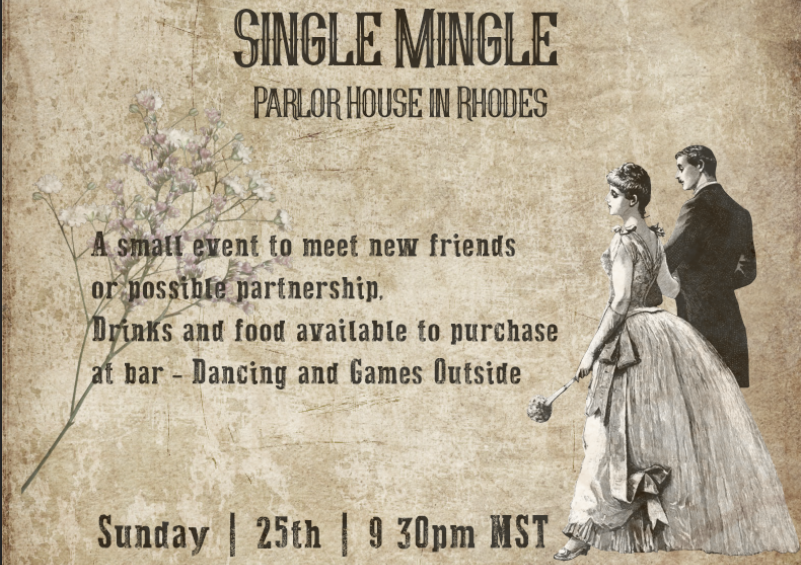 Single Mingle
Parlor House in Rhodes
A small event to meet new friends
or possible partnership,
Drinks and food available to purchase
at bar - Dancing and Games Outside
Sunday | 25th | 9 30pm MST